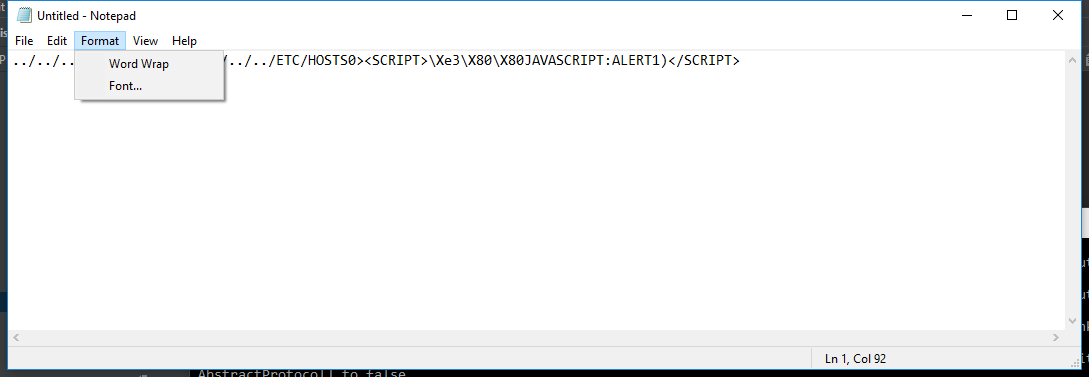 Untitled - Notepad
File Edit Format View Help
../../.. /../../ETC/HOSTS0><SCRIPT>\Xe3\X80\X80JAVASCRIPT:ALERT1)</SCRIPT>
Word Wrap
Font...
Ln 1, Col 92
AbstractProtocol] to false